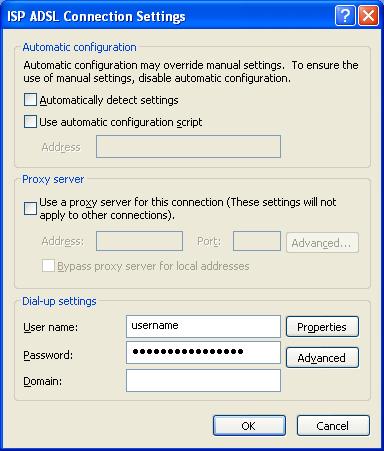 ISP ADSL Connection Settings
Automatic configuration
Automatic configuration may override manual settings. To ensure the
use of manual settings, disable automatic configuration.
Automatically detect settings
Use automatic configuration script
Address
Proxy server
Use a proxy server for this connection (These settings will not
apply to other connections).
Address: Port: Advanced...
Bypass proxy server for local addresses
Dial-up settings
User name: username Properties
Password: •••••••••••••••• Advanced
Domain:
OK Cancel